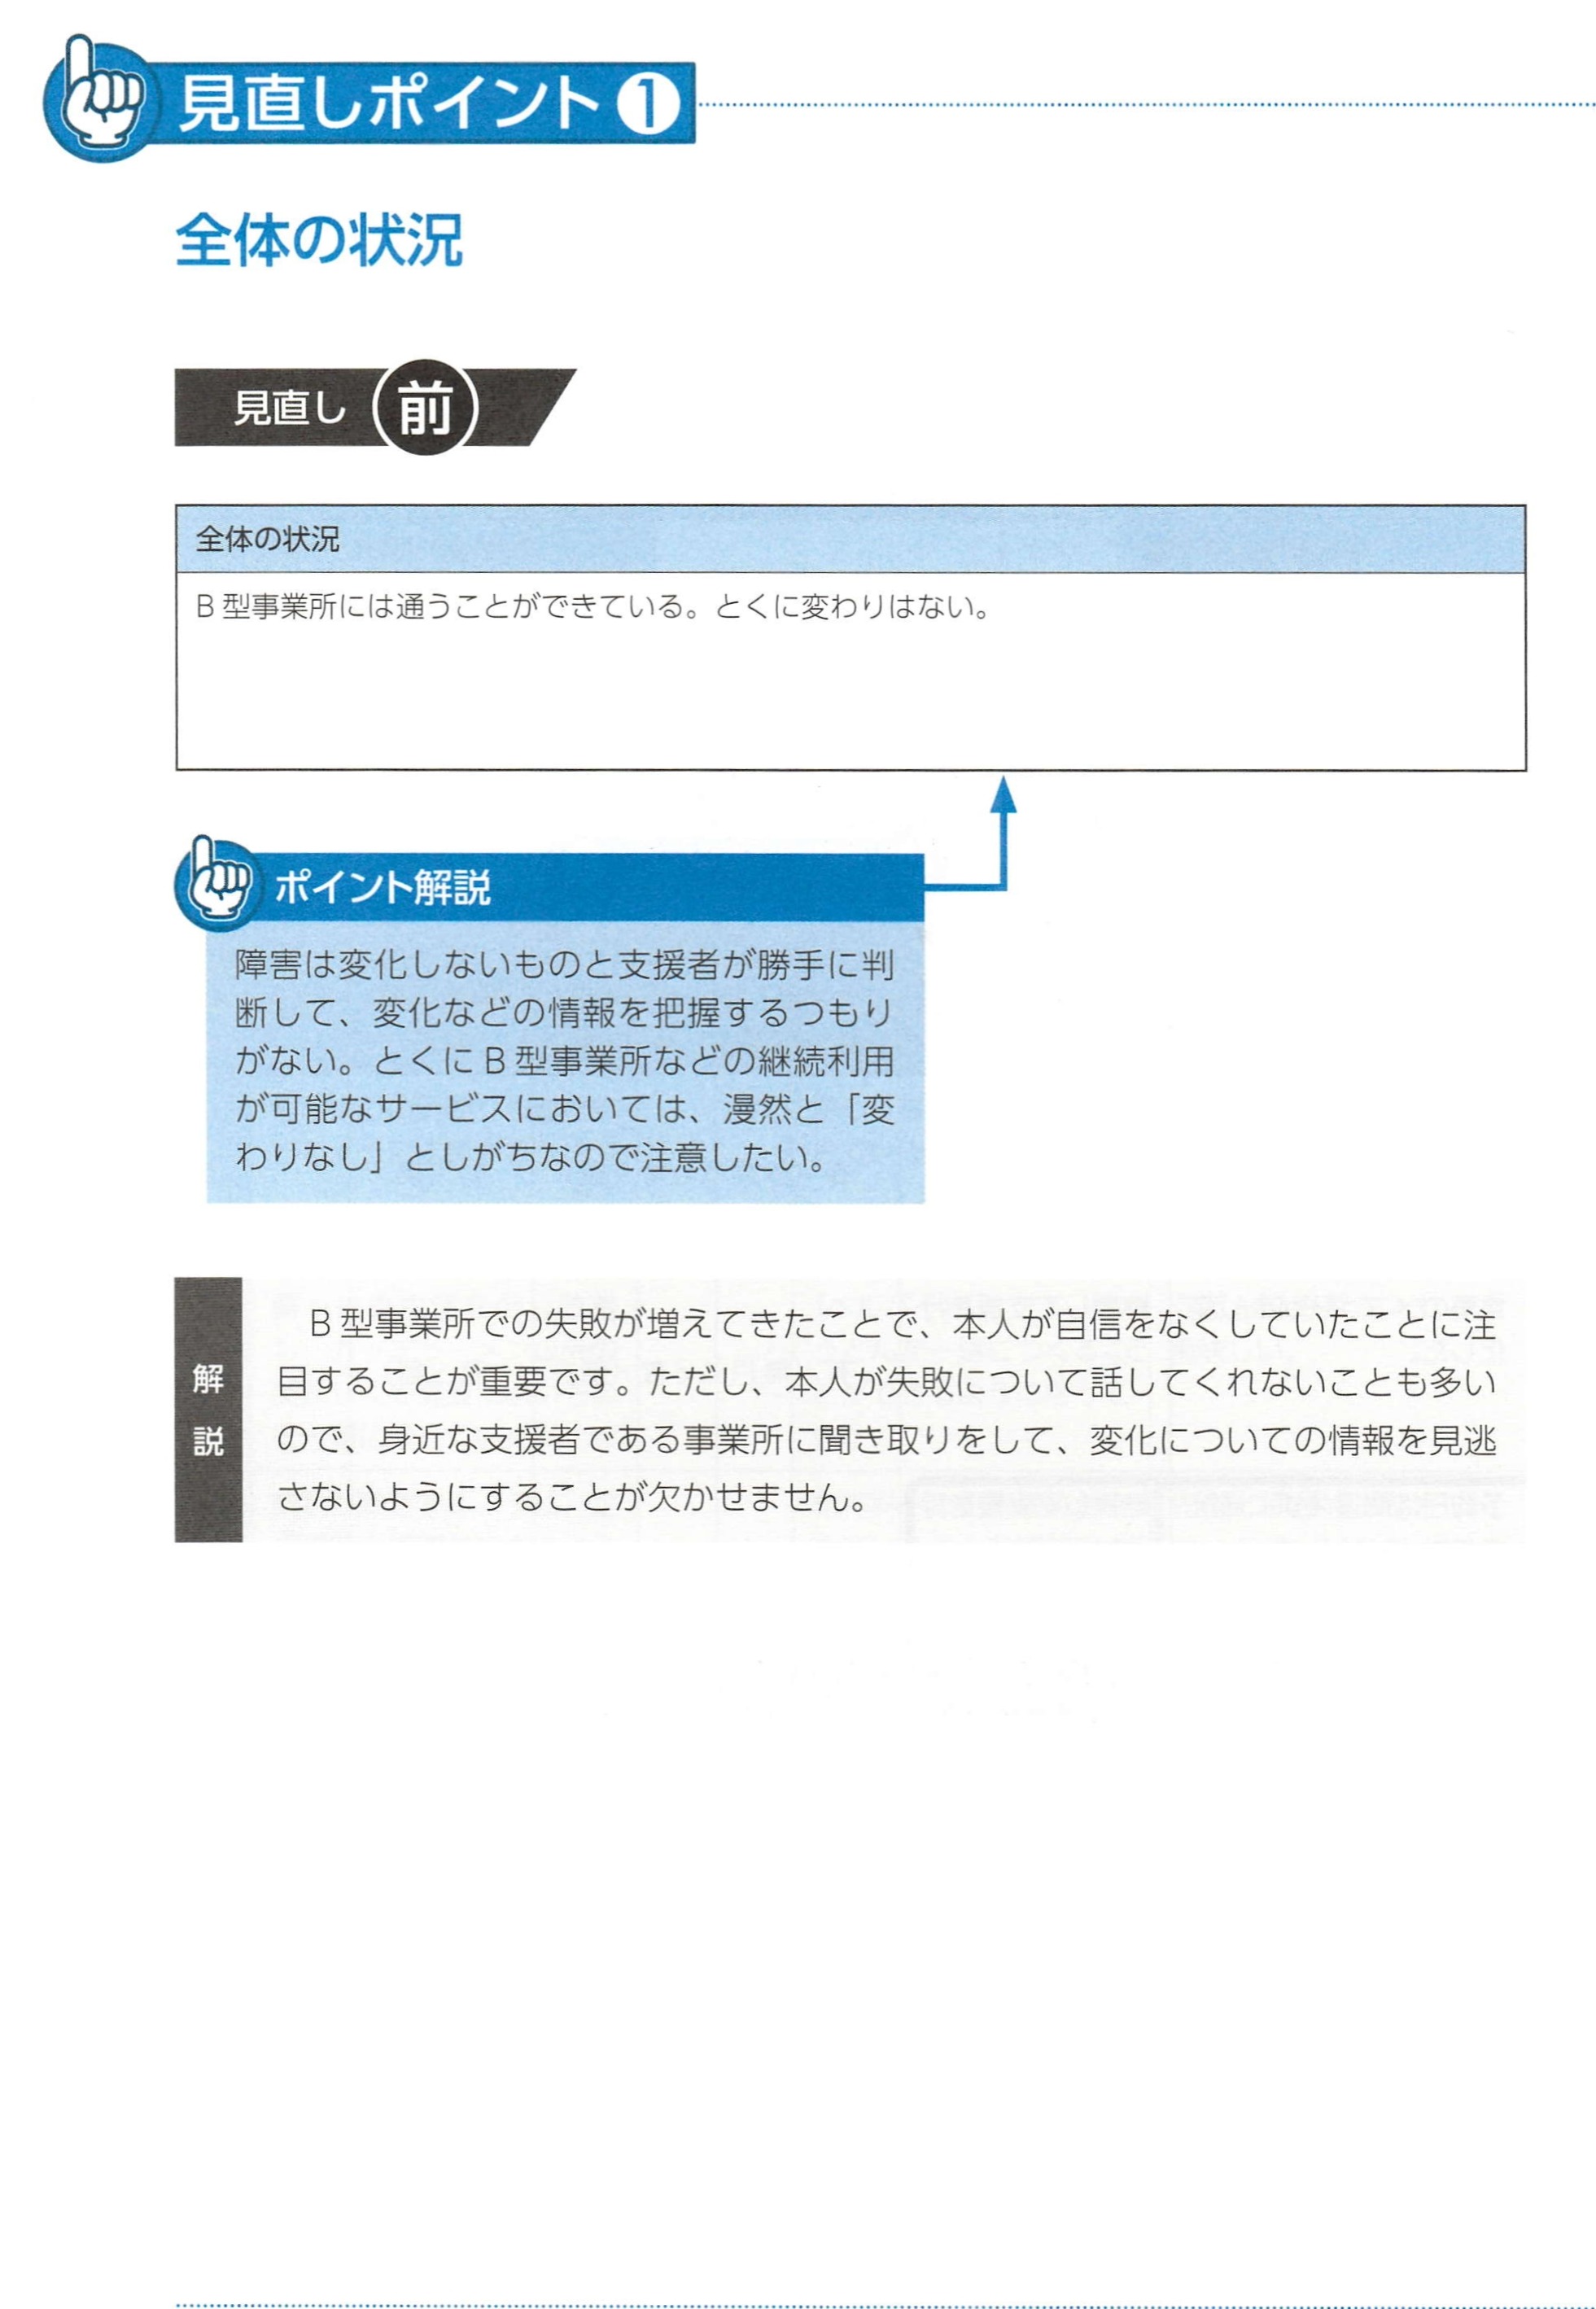 見直しポイント❶
全体の状況
見直し 前
全体の状況
B 型事業所には通うことができている。とくに変わりはない。
ポイント解説
障害は変化しないものと支援者が勝手に判
断して、変化などの情報を把握するつもり
がない。とくに B 型事業所などの継続利用
が可能なサービスにおいては、漫然と「変
わりなし」としがちなので注意したい。
解説
B 型事業所での失敗が増えてきたことで、本人が自信をなくしていたことに注
目することが重要です。ただし、本人が失敗について話してくれないことも多い
ので、身近な支援者である事業所に聞き取りをして、変化についての情報を見逃
さないようにすることが欠かせません。